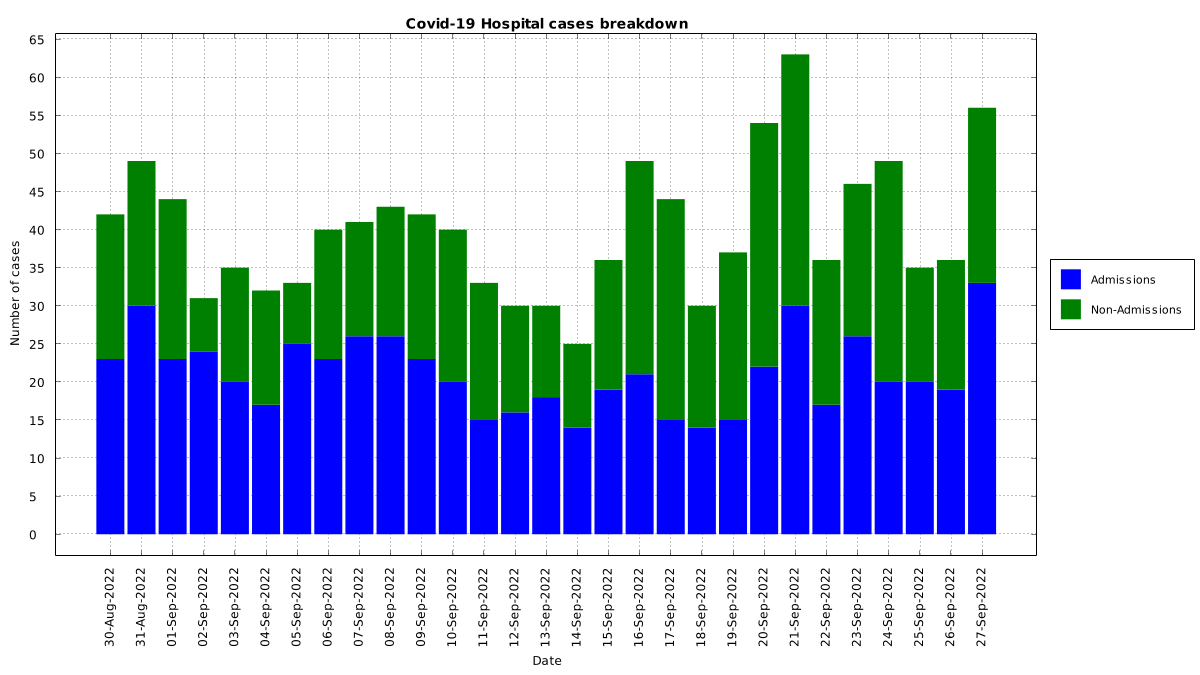 Covid-19 Hospital cases breakdown
65
60
55
50
45
40
35
30
25
20
15
10
5
0
Number of cases
30-Aug-2022
31-Aug-2022
01-Sep-2022
02-Sep-2022
03-Sep-2022
04-Sep-2022
05-Sep-2022
06-Sep-2022
07-Sep-2022
08-Sep-2022
09-Sep-2022
10-Sep-2022
11-Sep-2022
12-Sep-2022
13-Sep-2022
14-Sep-2022
15-Sep-2022
16-Sep-2022
17-Sep-2022
18-Sep-2022
19-Sep-2022
20-Sep-2022
21-Sep-2022
22-Sep-2022
23-Sep-2022
24-Sep-2022
25-Sep-2022
26-Sep-2022
27-Sep-2022
Date
Admissions
Non-Admissions